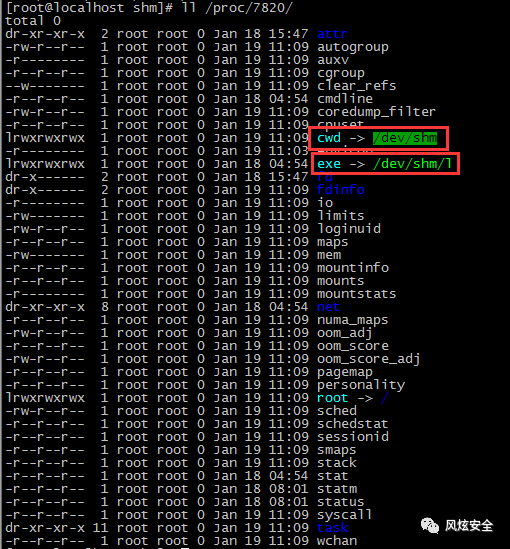 [root@localhost shm]# ll /proc/7820/
total 0
dr-xr-xr-x 2 root root 0 Jan 18 15:47 attr
-rw-r--r-- 1 root root 0 Jan 19 11:09 autogroup
-r-------- 1 root root 0 Jan 19 11:09 auxv
-r--r--r-- 1 root root 0 Jan 19 11:09 cgroup
--w------- 1 root root 0 Jan 19 11:09 clear_refs
-r--r--r-- 1 root root 0 Jan 18 04:54 cmdline
-rw-r--r-- 1 root root 0 Jan 19 11:09 coredump_filter
-r--r--r-- 1 root root 0 Jan 19 11:09 cpuset
lrwxrwxrwx 1 root root 0 Jan 19 11:09 cwd -> /dev/shm
-r-------- 1 root root 0 Jan 19 11:03
lrwxrwxrwx 1 root root 0 Jan 18 04:54 exe -> /dev/shm/l
dr-x------ 2 root root 0 Jan 18 15:47 fd
dr-x------ 2 root root 0 Jan 19 11:09 fdinfo
-r-------- 1 root root 0 Jan 19 11:09 io
-rw------- 1 root root 0 Jan 19 11:09 limits
-rw-r--r-- 1 root root 0 Jan 19 11:09 loginuid
-r--r--r-- 1 root root 0 Jan 19 11:09 maps
-rw------- 1 root root 0 Jan 19 11:09 mem
-r--r--r-- 1 root root 0 Jan 19 11:09 mountinfo
-r--r--r-- 1 root root 0 Jan 19 11:09 mounts
-r-------- 1 root root 0 Jan 19 11:09 mountstats
dr-xr-xr-x 8 root root 0 Jan 18 04:54 net
-r--r--r-- 1 root root 0 Jan 19 11:09 numa_maps
-rw-r--r-- 1 root root 0 Jan 19 11:09 oom_adj
-r--r--r-- 1 root root 0 Jan 19 11:09 oom_score
-rw-r--r-- 1 root root 0 Jan 19 11:09 oom_score_adj
-r--r--r-- 1 root root 0 Jan 19 11:09 pagemap
-r--r--r-- 1 root root 0 Jan 19 11:09 personality
lrwxrwxrwx 1 root root 0 Jan 19 11:09 root -> /
-rw-r--r-- 1 root root 0 Jan 19 11:09 sched
-r--r--r-- 1 root root 0 Jan 19 11:09 schedstat
-r--r--r-- 1 root root 0 Jan 19 11:09 sessionid
-r--r--r-- 1 root root 0 Jan 19 11:09 smaps
-r--r--r-- 1 root root 0 Jan 19 11:09 stack
-r--r--r-- 1 root root 0 Jan 18 04:54 stat
-r--r--r-- 1 root root 0 Jan 18 08:01 statm
-r--r--r-- 1 root root 0 Jan 18 08:01 status
-r--r--r-- 1 root root 0 Jan 19 11:09 syscall
dr-xr-xr-x 11 root root 0 Jan 19 11:09 task
-r--r--r-- 1 root root 0 Jan 19 11:09 wchan
风炫安全